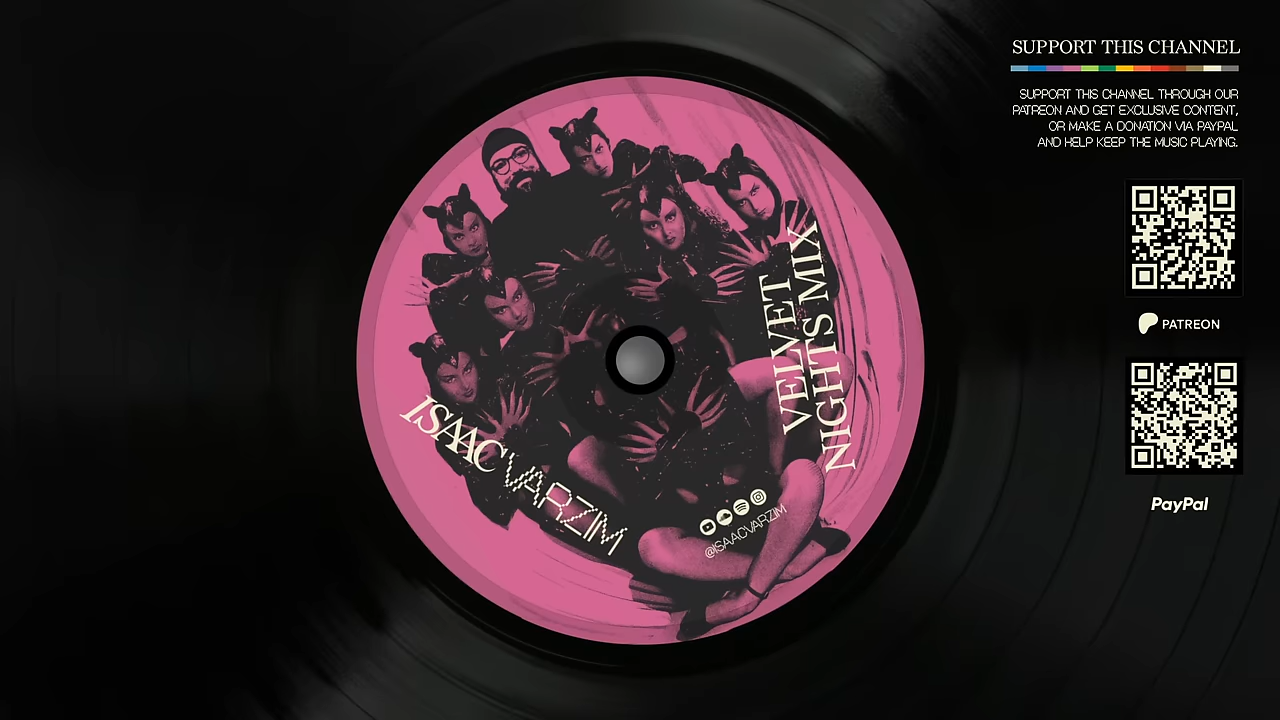 SUPPORT THIS CHANNEL
SUPPORT THIS CHANNEL THROUGH OUR
PATREON AND GET EXCLUSIVE CONTENT,
OR MAKE A DONATION VIA PAYPAL
AND HELP KEEP THE MUSIC PLAYING.
PATREON
PayPal
VELVET
NIGHTS MIX
ISAAC VARZIM
@ISAACVARZIM